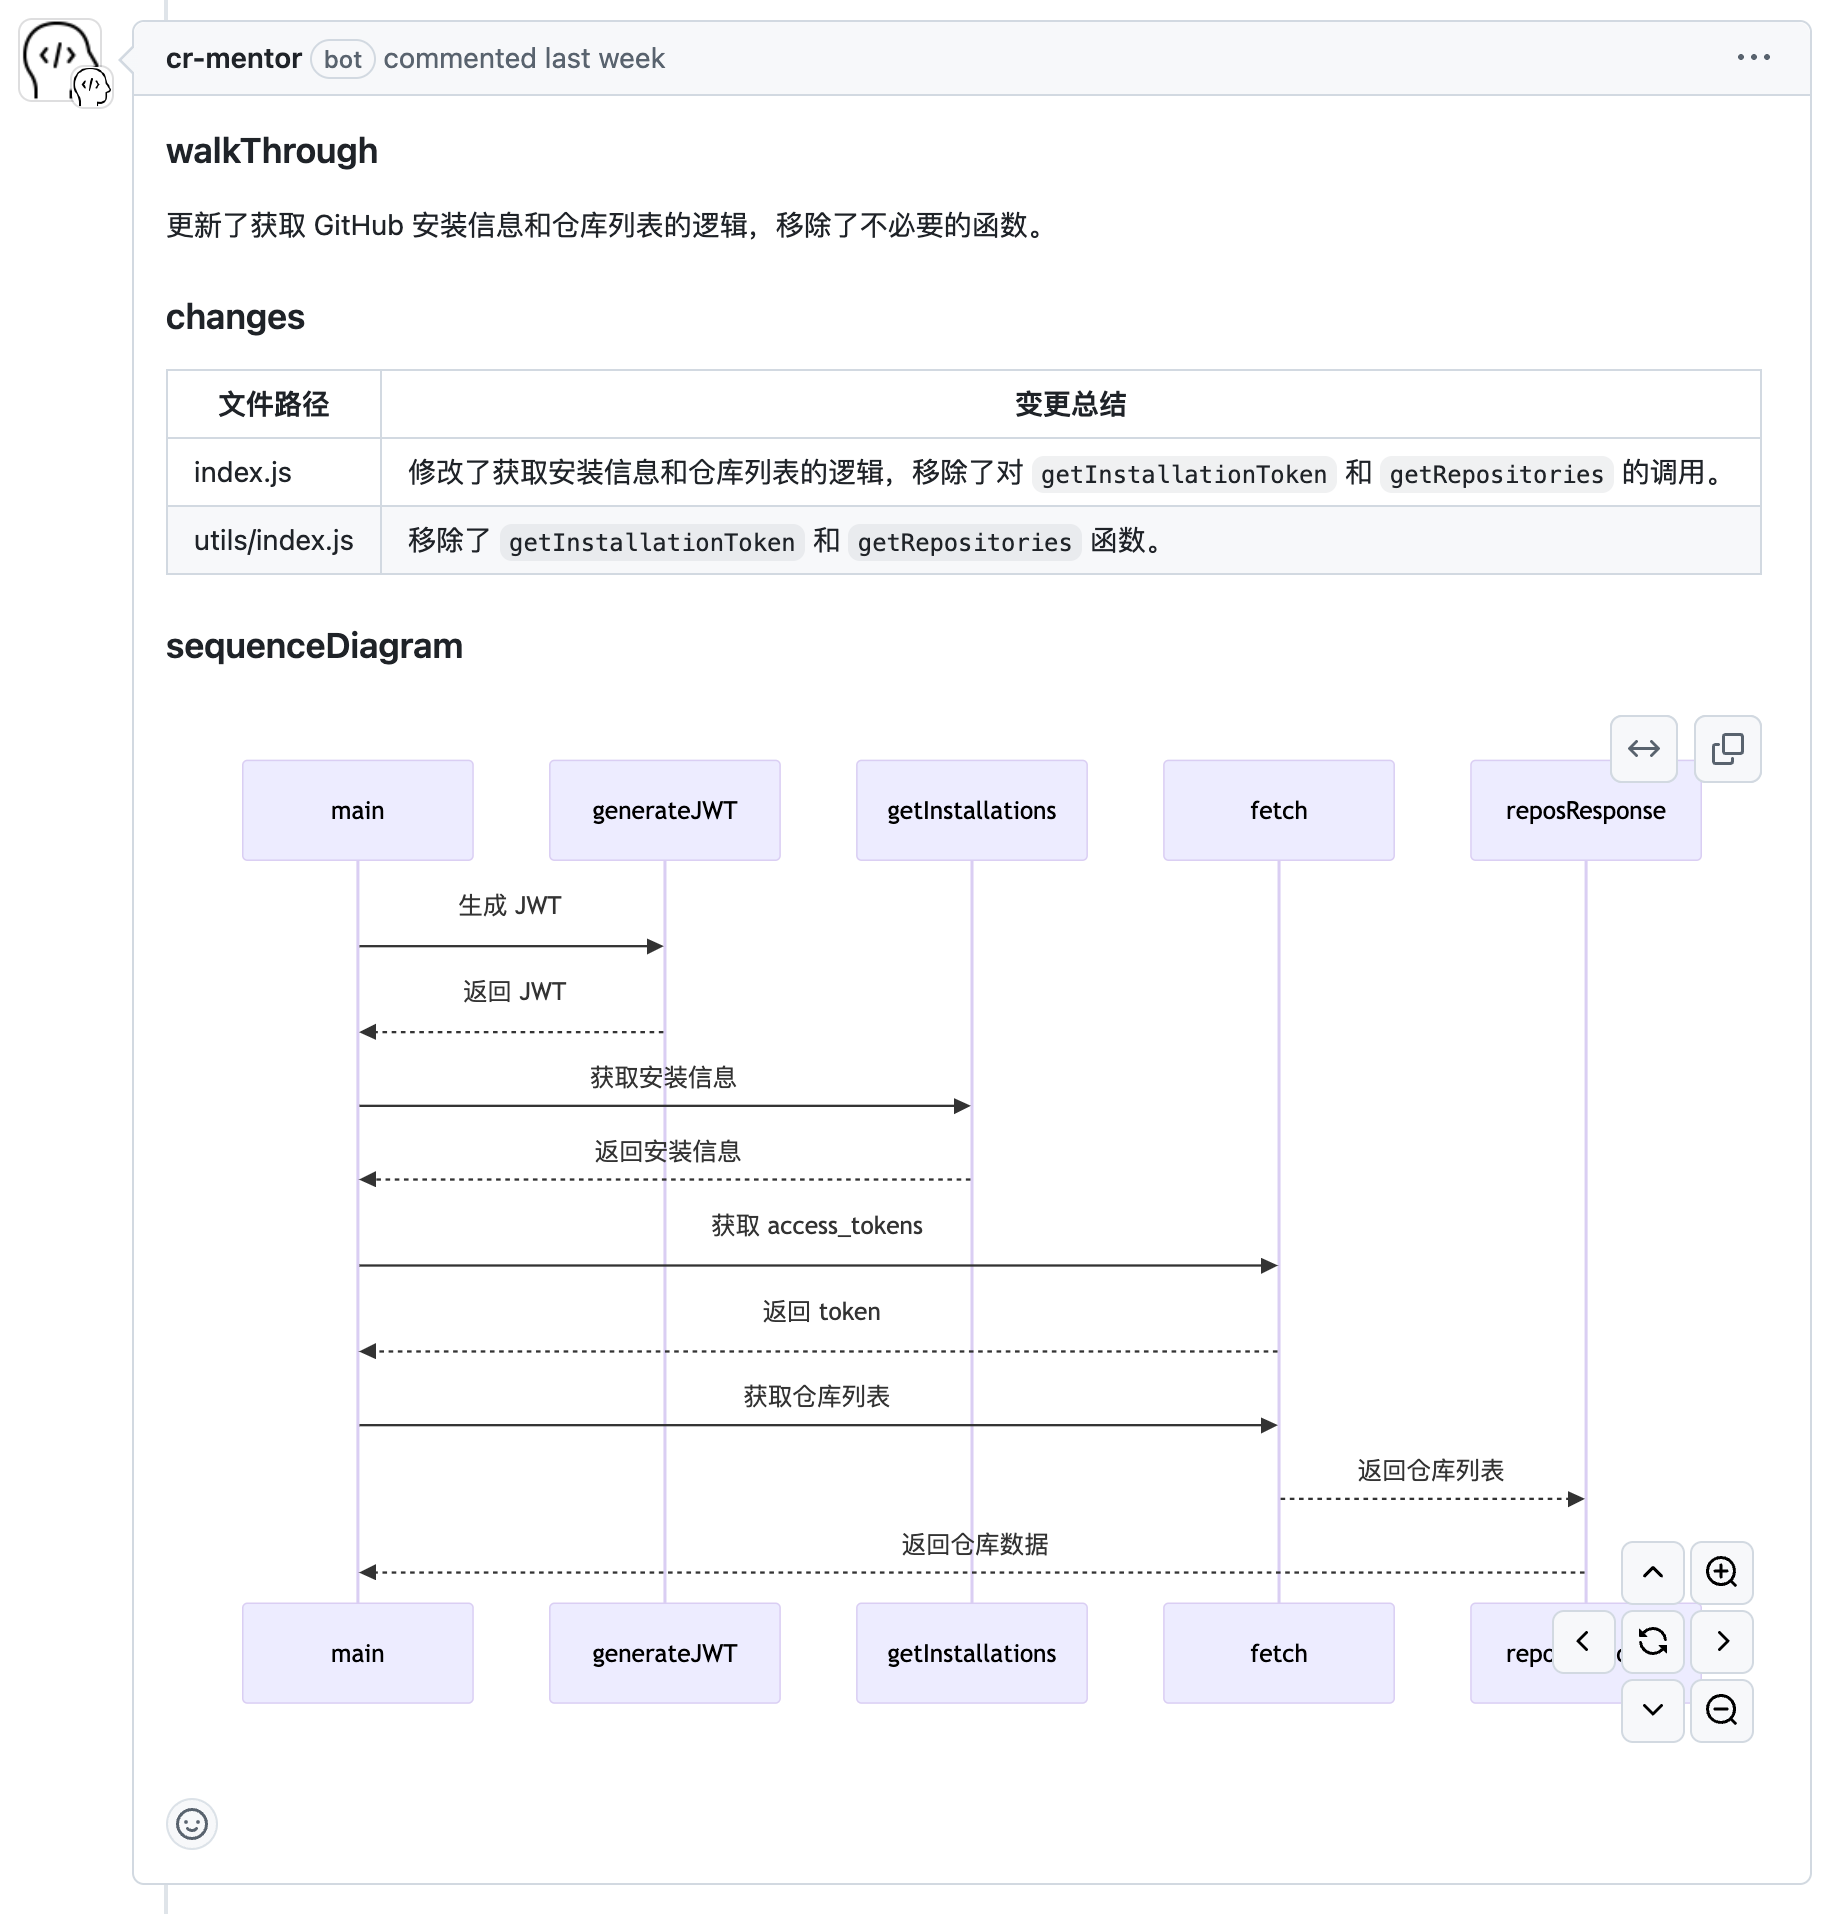 cr-mentor bot commented last week
walkThrough
更新了获取 GitHub 安装信息和仓库列表的逻辑，移除了不必要的函数。
changes
文件路径 变更总结
index.js 修改了获取安装信息和仓库列表的逻辑，移除了对 getInstallationToken 和 getRepositories 的调用。
utils/index.js 移除了 getInstallationToken 和 getRepositories 函数。
sequenceDiagram
main generateJWT getInstallations fetch reposResponse
生成 JWT
返回 JWT
获取安装信息
返回安装信息
获取 access_tokens
返回 token
获取仓库列表
返回仓库列表
返回仓库数据
main generateJWT getInstallations fetch